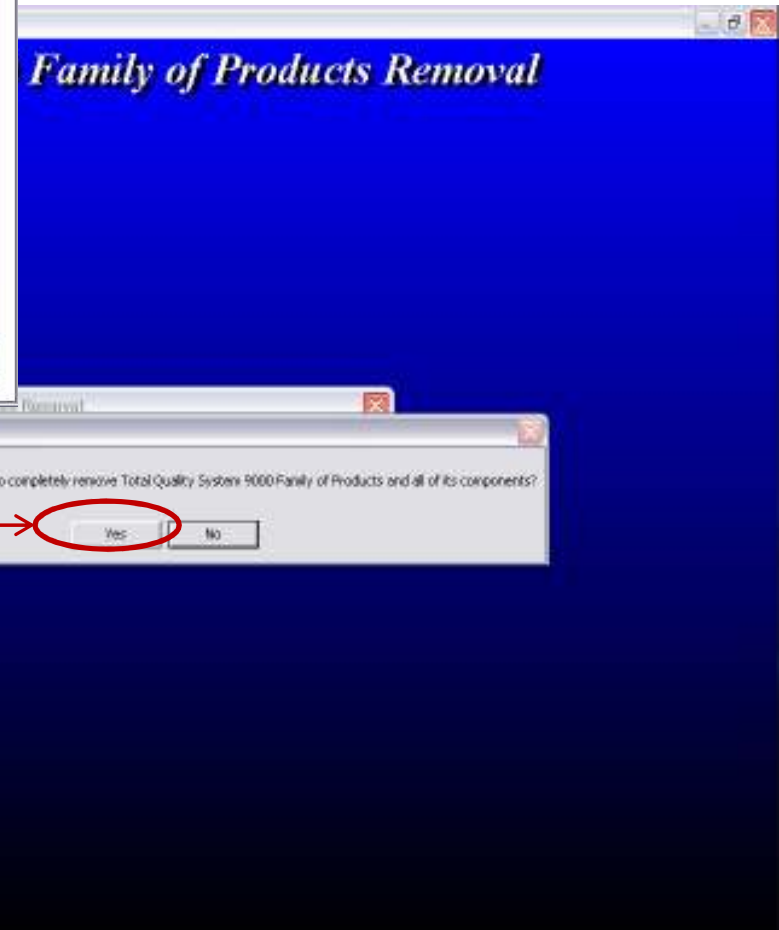 Family of Products Removal
Removal
o completely remove Total Quality System 9000 Family of Products and all of its components?
Yes
No